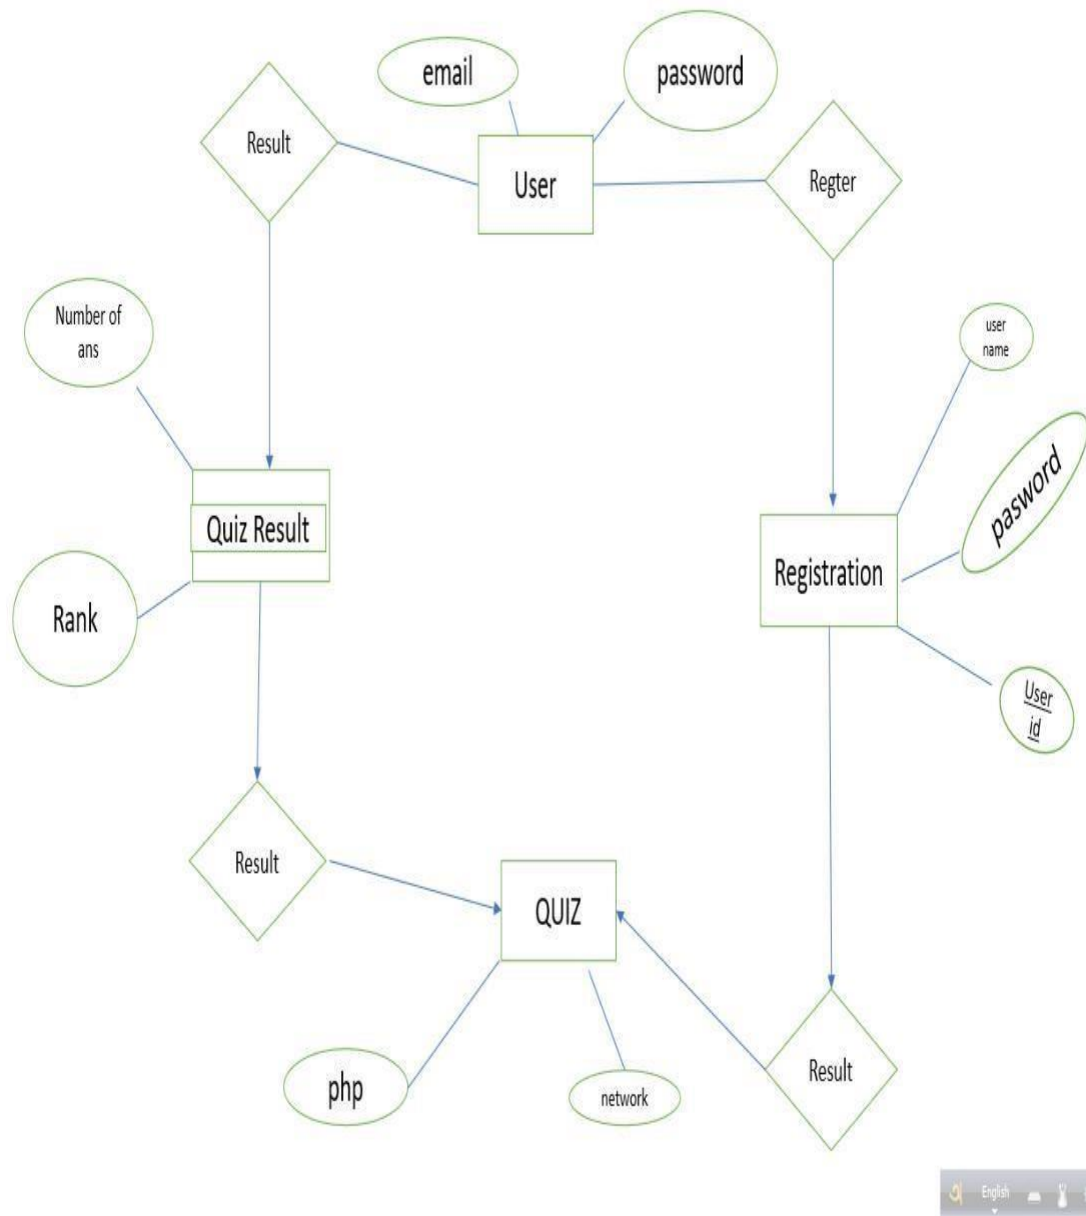 email
password
Result
User
Regter
Number of
ans
user
name
pasword
Quiz Result
Registration
Rank
User
id
Result
QUIZ
Result
php
network
অ
English